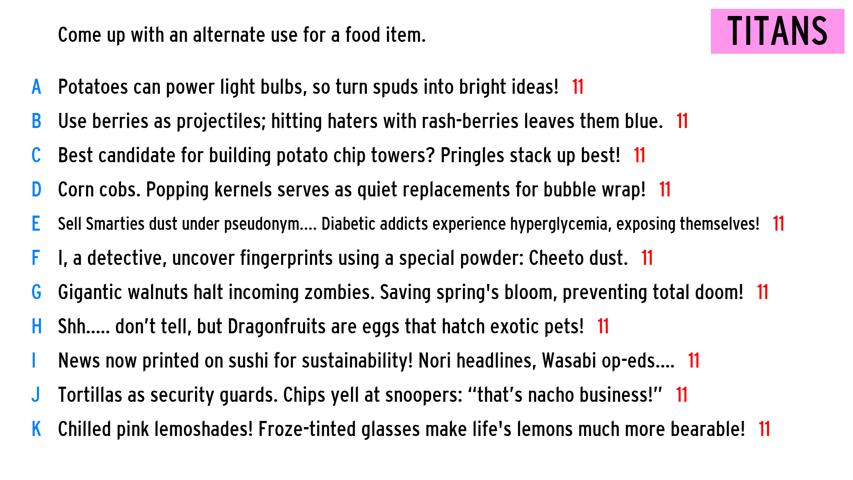 Come up with an alternate use for a food item.
TITANS
A Potatoes can power light bulbs, so turn spuds into bright ideas! 11
B Use berries as projectiles; hitting haters with rash-berries leaves them blue. 11
C Best candidate for building potato chip towers? Pringles stack up best! 11
D Corn cobs. Popping kernels serves as quiet replacements for bubble wrap! 11
E Sell Smarties dust under pseudonym.... Diabetic addicts experience hyperglycemia, exposing themselves! 11
F I, a detective, uncover fingerprints using a special powder: Cheeto dust. 11
G Gigantic walnuts halt incoming zombies. Saving spring's bloom, preventing total doom! 11
H Shh..... don’t tell, but Dragonfruits are eggs that hatch exotic pets! 11
I News now printed on sushi for sustainability! Nori headlines, Wasabi op-eds.... 11
J Tortillas as security guards. Chips yell at snoopers: “that’s nacho business!” 11
K Chilled pink lemoshades! Froze-tinted glasses make life's lemons much more bearable! 11